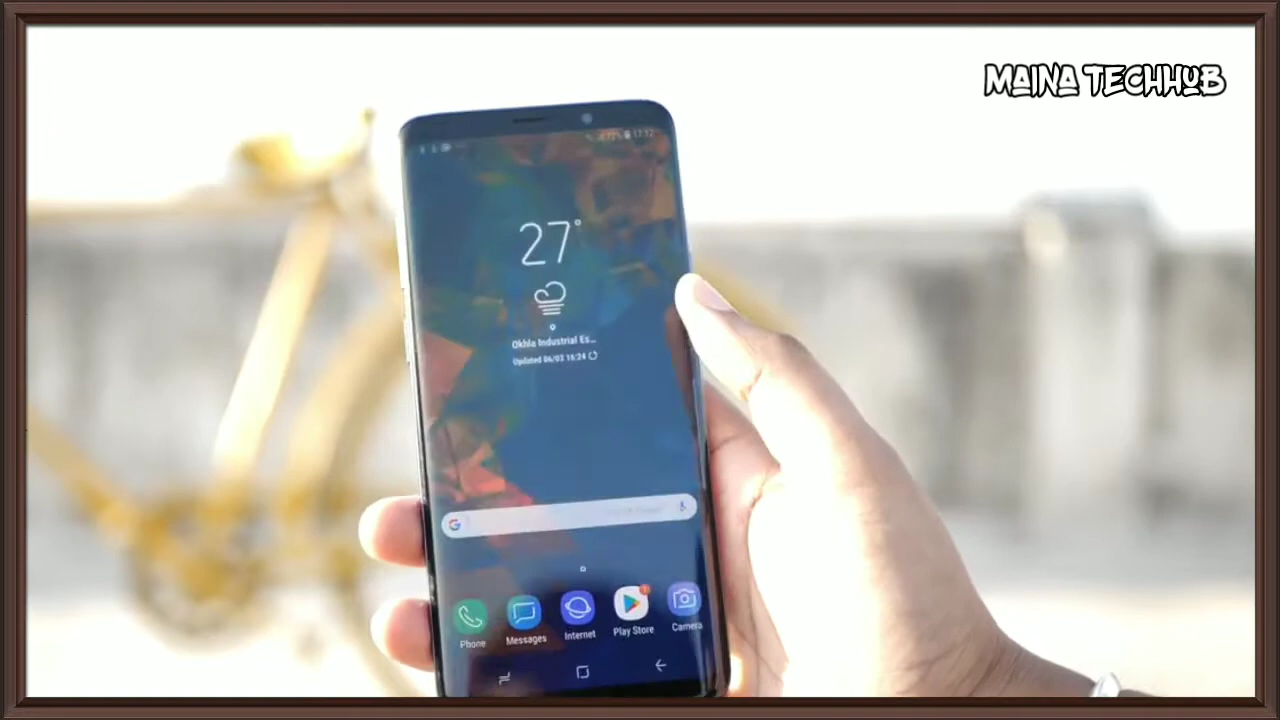 MAINA TECHHUB
27°
Okhla Industrial Es...
Updated 06/03 16:24
G
Phone
Messages
Internet
Play Store
Camera